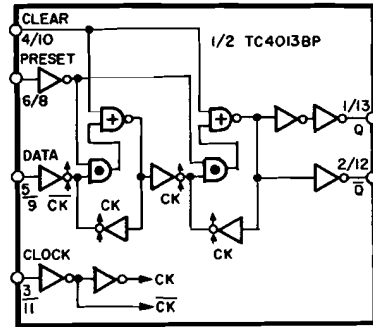 CLEAR
4/10
1/2 TC4013BP
PRESET
6/8
+
+
1/13
Q
DATA
5/9
CK
CK
CK
CK
2/12
Q
CLOCK
3/11
CK
CK